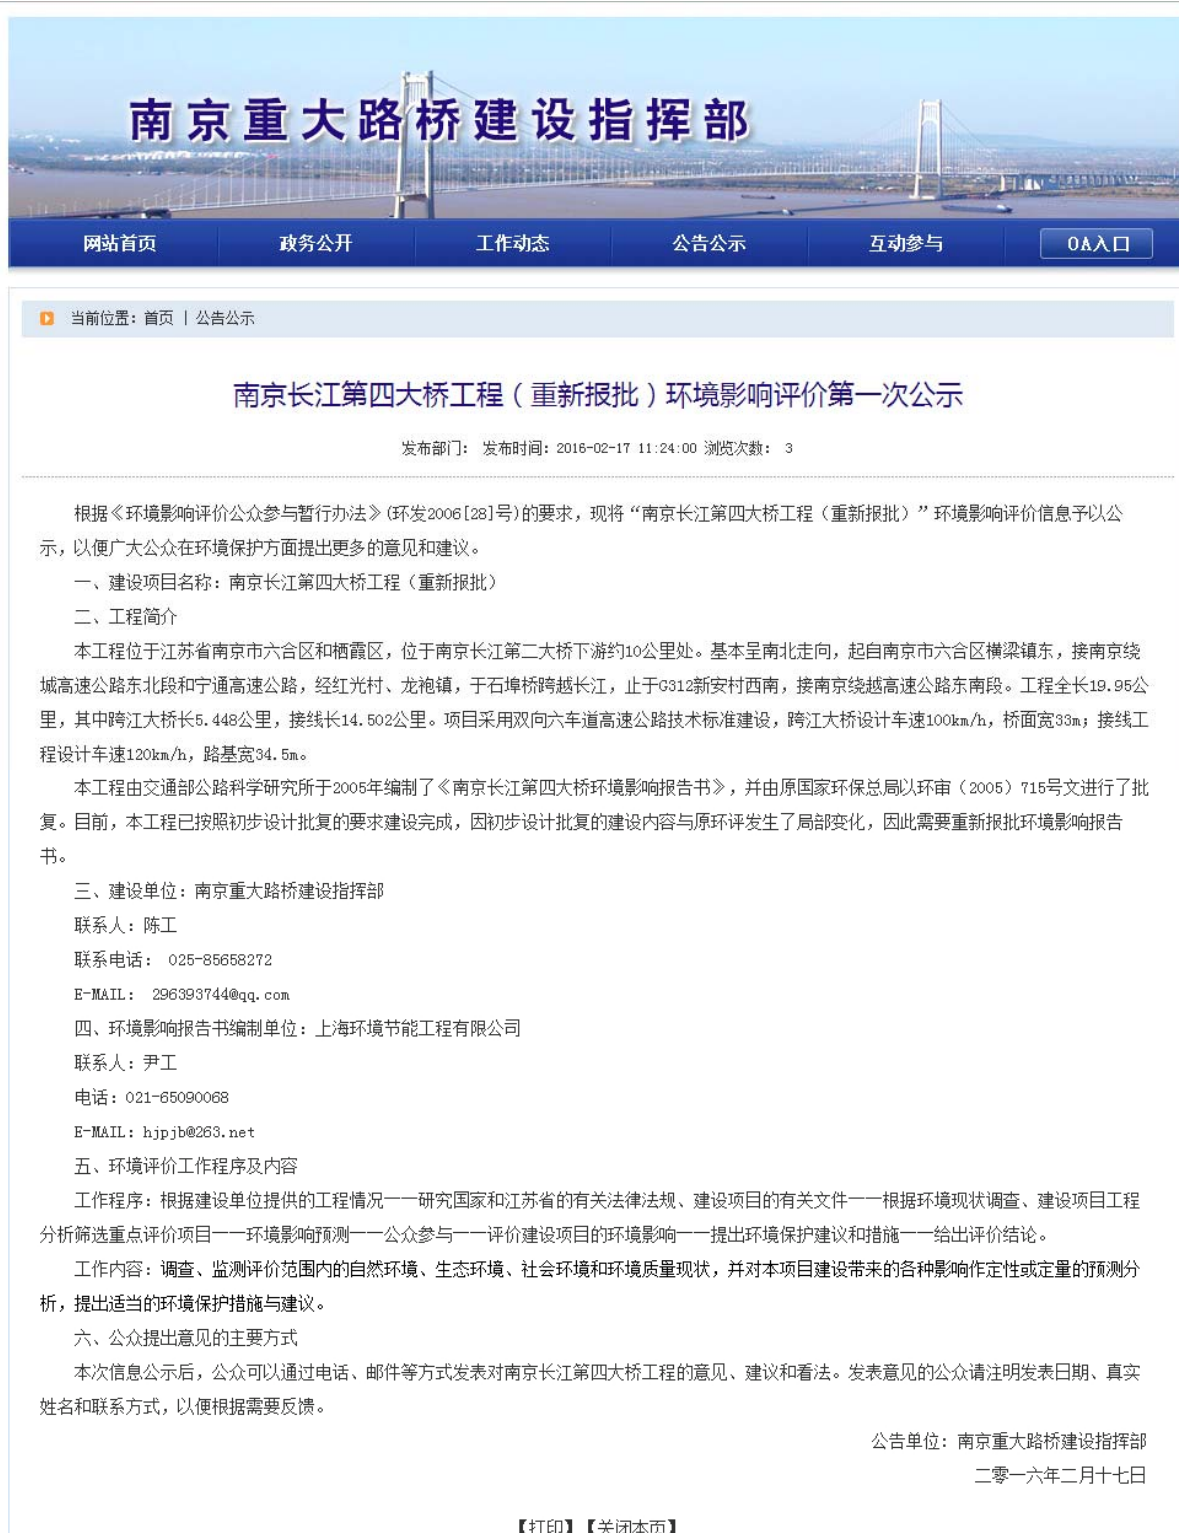 南京重大路桥建设指挥部
网站首页 政务公开 工作动态 公告公示 互动参与 OA入口
当前位置：首页 | 公告公示
南京长江第四大桥工程（重新报批）环境影响评价第一次公示
发布部门： 发布时间：2016-02-17 11:24:00 浏览次数： 3
根据《环境影响评价公众参与暂行办法》(环发2006[28]号)的要求，现将“南京长江第四大桥工程（重新报批）”环境影响评价信息予以公
示，以便广大公众在环境保护方面提出更多的意见和建议。
一、建设项目名称：南京长江第四大桥工程（重新报批）
二、工程简介
本工程位于江苏省南京市六合区和栖霞区，位于南京长江第二大桥下游约10公里处。基本呈南北走向，起自南京市六合区横梁镇东，接南京绕
城高速公路东北段和宁通高速公路，经红光村、龙袍镇，于石埠桥跨越长江，止于G312新安村西南，接南京绕越高速公路东南段。工程全长19.95公
里，其中跨江大桥长5.448公里，接线长14.502公里。项目采用双向六车道高速公路技术标准建设，跨江大桥设计车速100km/h，桥面宽33m；接线工
程设计车速120km/h，路基宽34.5m。
本工程由交通部公路科学研究所于2005年编制了《南京长江第四大桥环境影响报告书》，并由原国家环保总局以环审（2005）715号文进行了批
复。目前，本工程已按照初步设计批复的要求建设完成，因初步设计批复的建设内容与原环评发生了局部变化，因此需要重新报批环境影响报告
书。
三、建设单位：南京重大路桥建设指挥部
联系人：陈工
联系电话： 025-85658272
E-MAIL： 296393744@qq.com
四、环境影响报告书编制单位：上海环境节能工程有限公司
联系人：尹工
电话：021-65090068
E-MAIL：hjpjb@263.net
五、环境评价工作程序及内容
工作程序：根据建设单位提供的工程情况——研究国家和江苏省的有关法律法规、建设项目的有关文件——根据环境现状调查、建设项目工程
分析筛选重点评价项目——环境影响预测——公众参与——评价建设项目的环境影响——提出环境保护建议和措施——给出评价结论。
工作内容：调查、监测评价范围内的自然环境、生态环境、社会环境和环境质量现状，并对本项目建设带来的各种影响作定性或定量的预测分
析，提出适当的环境保护措施与建议。
六、公众提出意见的主要方式
本次信息公示后，公众可以通过电话、邮件等方式发表对南京长江第四大桥工程的意见、建议和看法。发表意见的公众请注明发表日期、真实
姓名和联系方式，以便根据需要反馈。
公告单位：南京重大路桥建设指挥部
二零一六年二月十七日
【打印】【关闭本页】